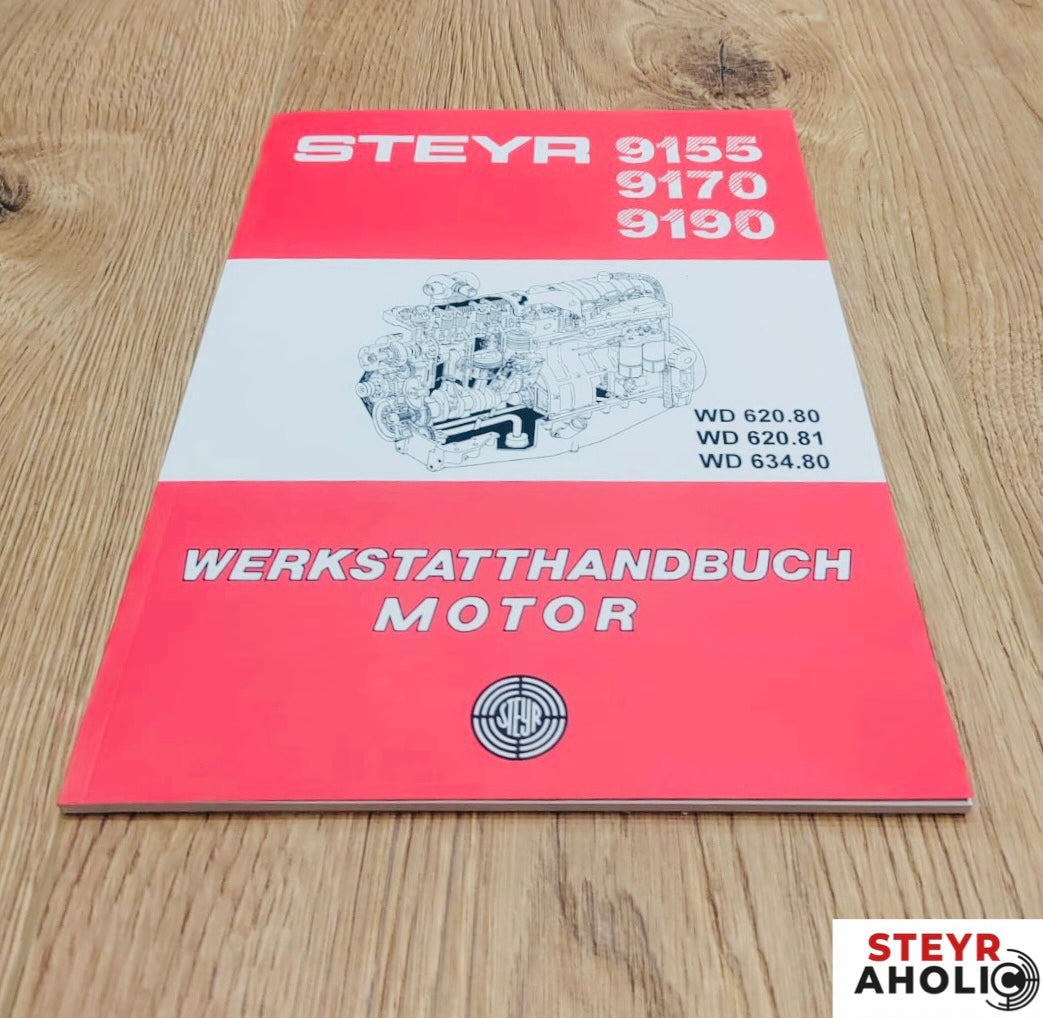 STEYR 9155
9170
9190
WD 620.80
WD 620.81
WD 634.80
WERKSTATTHANDBUCH
MOTOR
STEYR
STEYR
AHOLIC